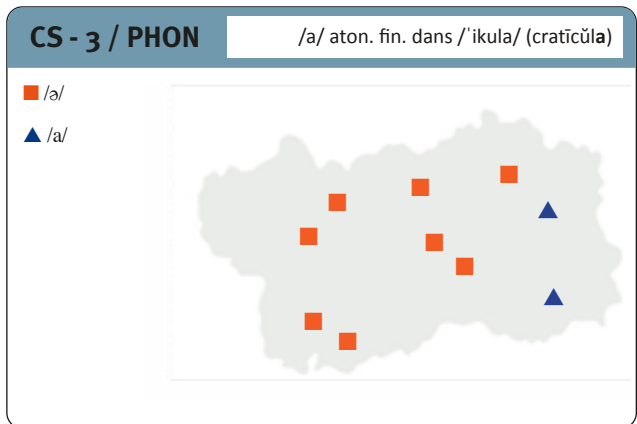 CS - 3 / PHON
/a/ aton. fin. dans /ˈikula/ (cratīcŭla)
/ə/
/a/